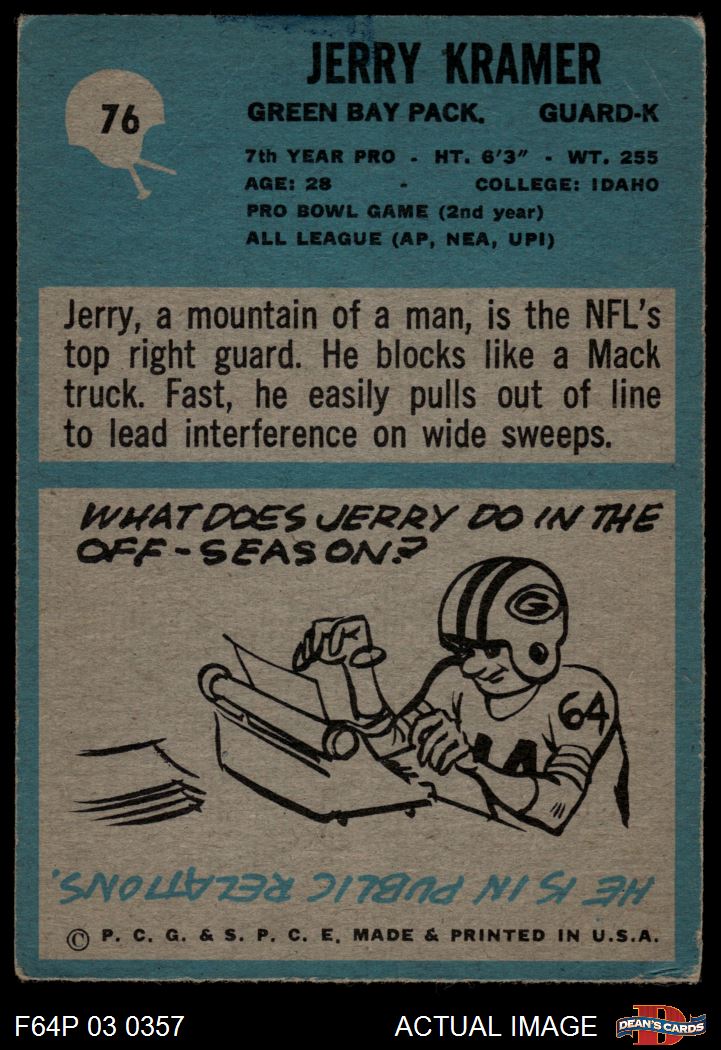 76
JERRY KRAMER
GREEN BAY PACK. GUARD-K
7th YEAR PRO - HT. 6'3" - WT. 255
AGE: 28 - COLLEGE: IDAHO
PRO BOWL GAME (2nd year)
ALL LEAGUE (AP, NEA, UPI)
Jerry, a mountain of a man, is the NFL's
top right guard. He blocks like a Mack
truck. Fast, he easily pulls out of line
to lead interference on wide sweeps.
WHAT DOES JERRY DO IN THE
OFF-SEASON?
G
64
HE IS IN PUBLIC RELATIONS.
© P. C. G. & S. P. C. E. MADE & PRINTED IN U.S.A.
F64P 03 0357 ACTUAL IMAGE
D
DEAN'S CARDS